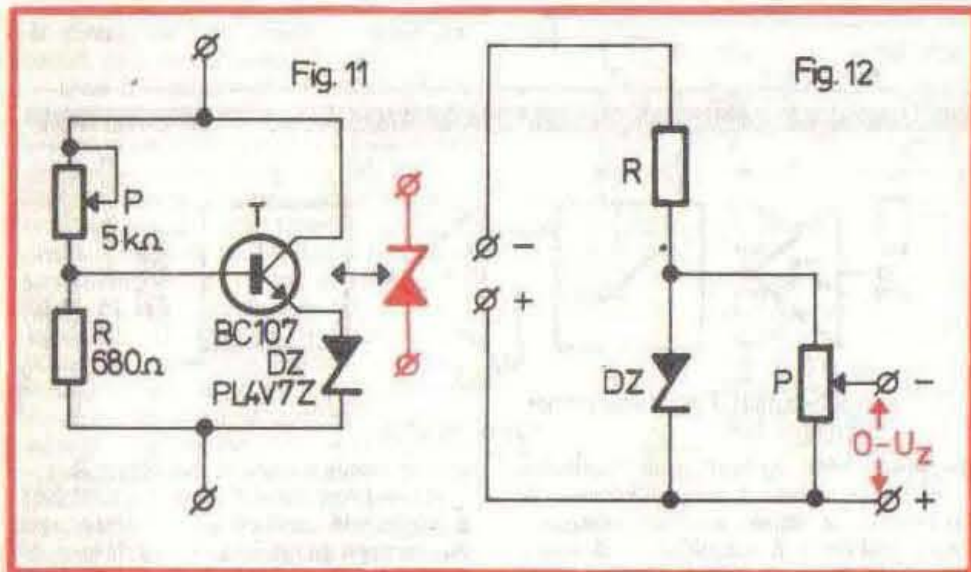 Fig. 11
P
5kΩ
T
R
680Ω
BC107
DZ
PL4V7Z
Fig. 12
R
-
+
DZ
P
-
0-Uz
+